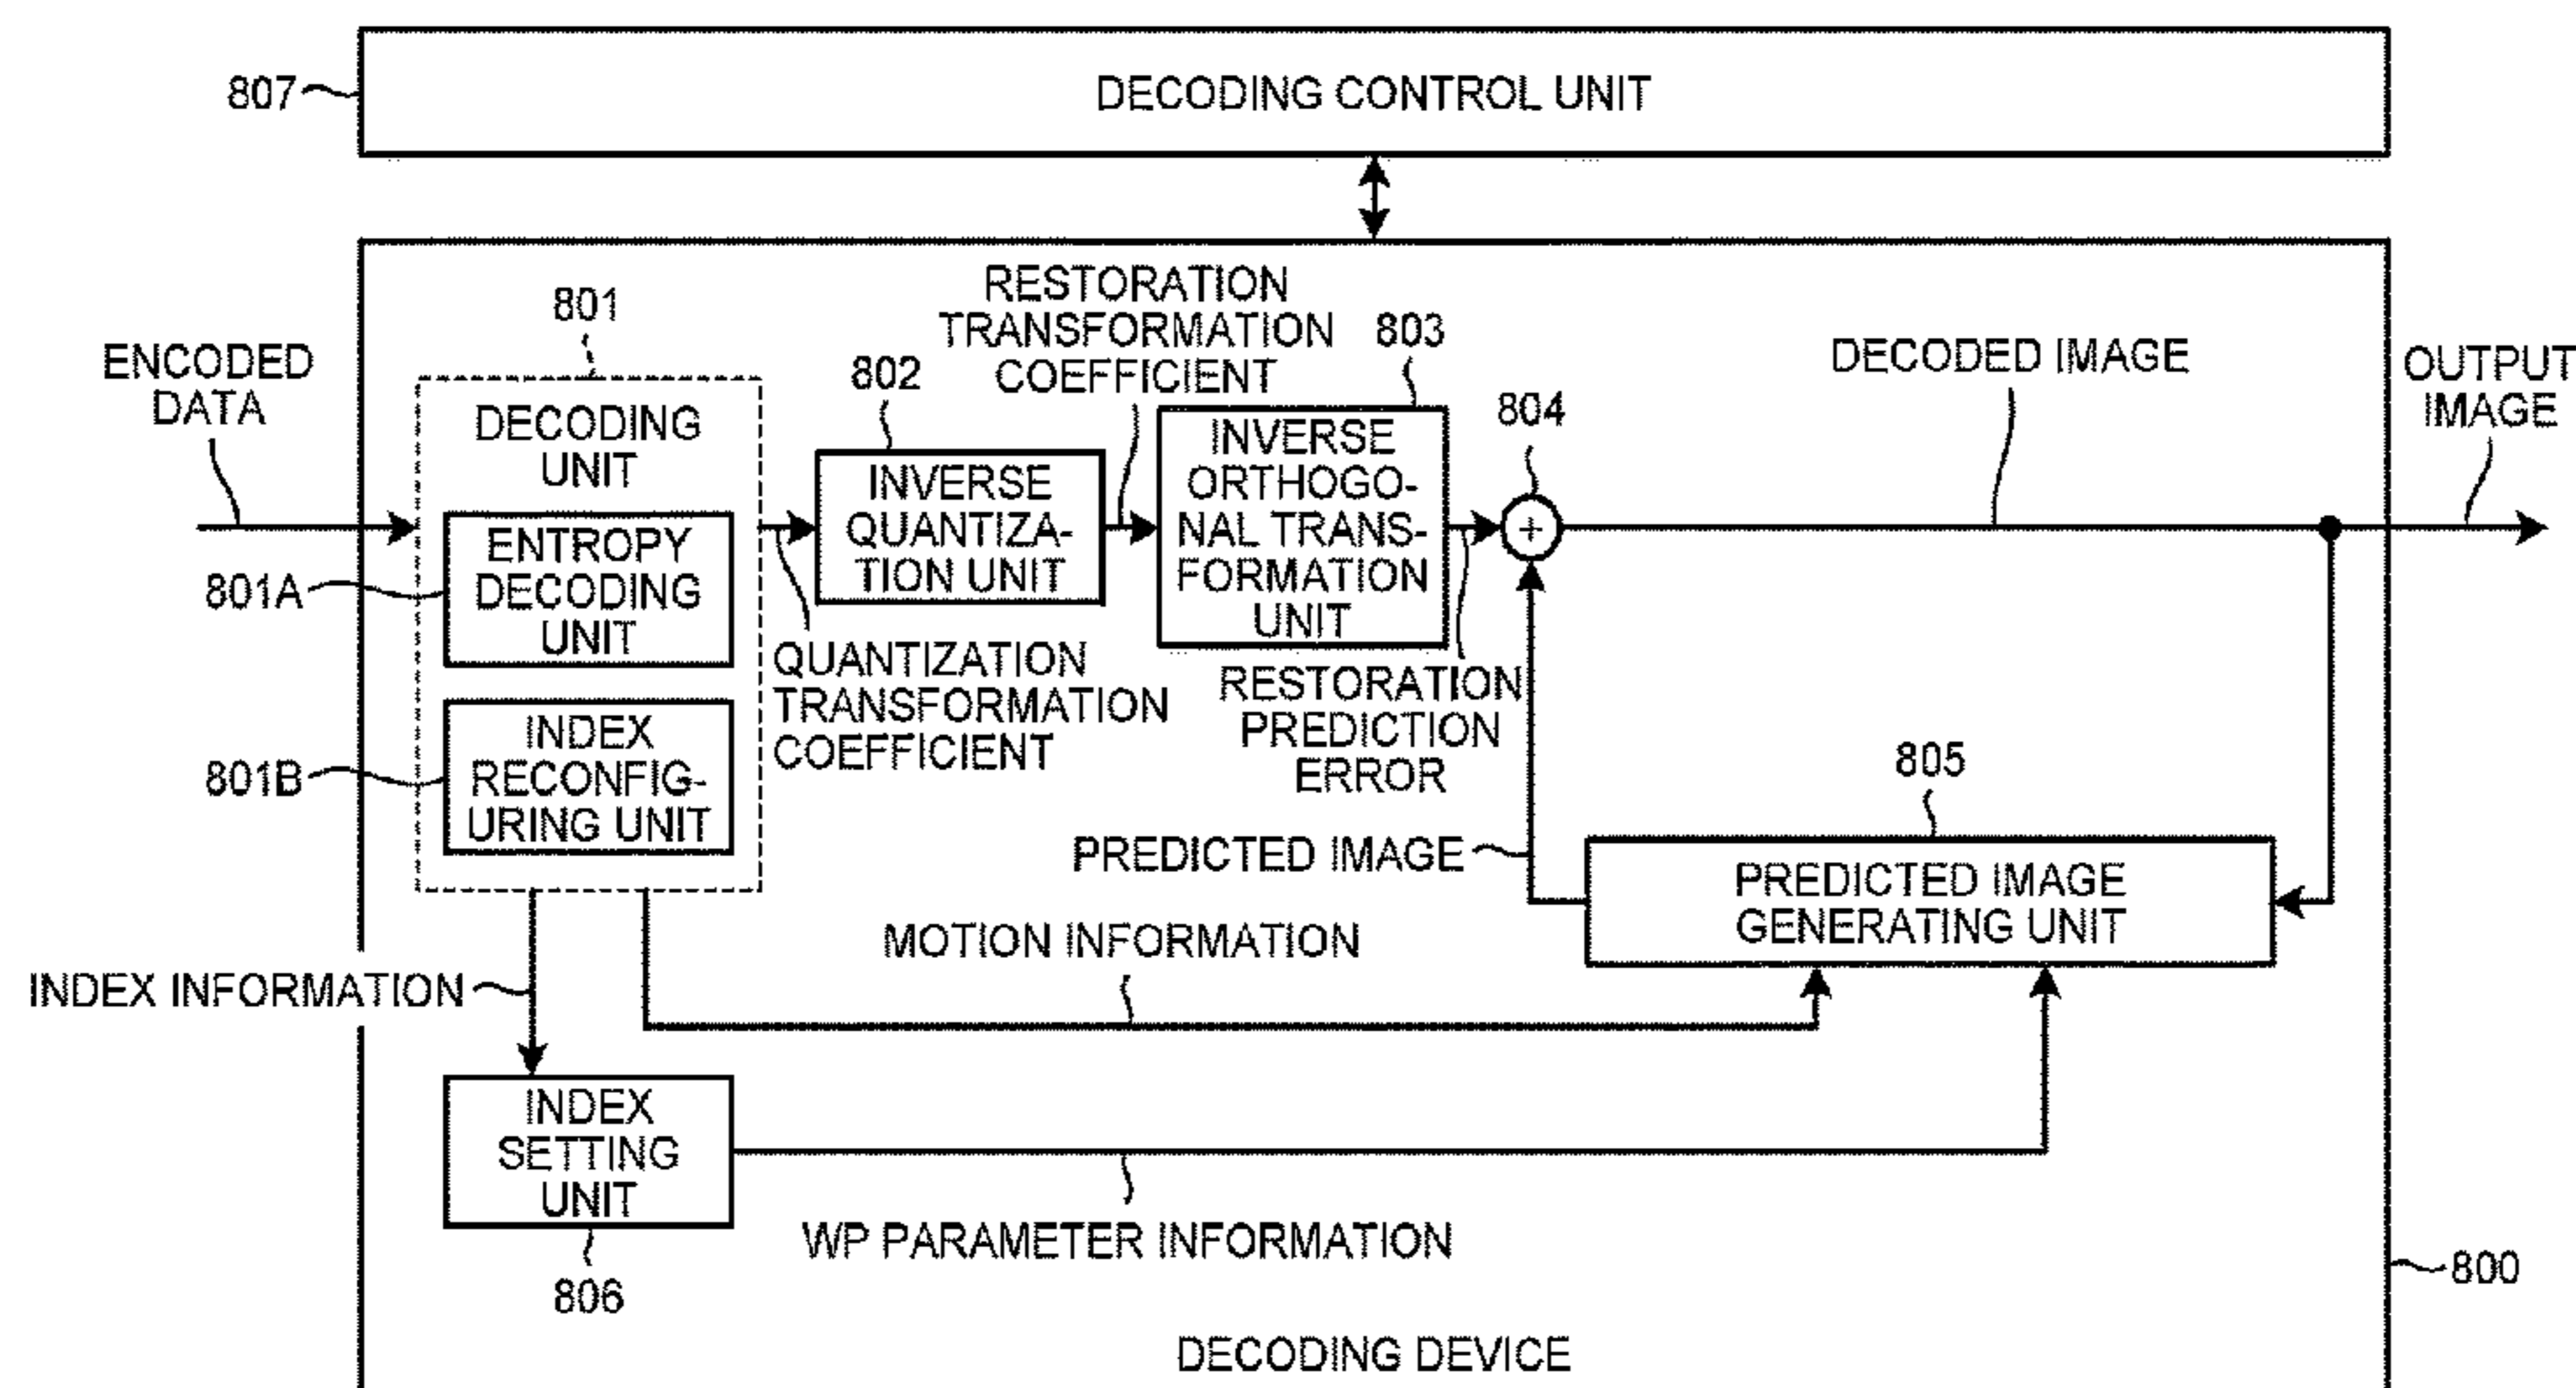 807
DECODING CONTROL UNIT
RESTORATION
TRANSFORMATION
COEFFICIENT
801
803
ENCODED
DATA
802
DECODED IMAGE
OUTPUT
IMAGE
804
DECODING
UNIT
INVERSE
QUANTIZA-
TION UNIT
INVERSE
ORTHOGO-
NAL TRANS-
FORMATION
UNIT
+
801A
ENTROPY
DECODING
UNIT
QUANTIZATION
TRANSFORMATION
COEFFICIENT
RESTORATION
PREDICTION
ERROR
801B
INDEX
RECONFIG-
URING UNIT
805
PREDICTED IMAGE
PREDICTED IMAGE
GENERATING UNIT
MOTION INFORMATION
INDEX INFORMATION
INDEX
SETTING
UNIT
WP PARAMETER INFORMATION
806
800
DECODING DEVICE